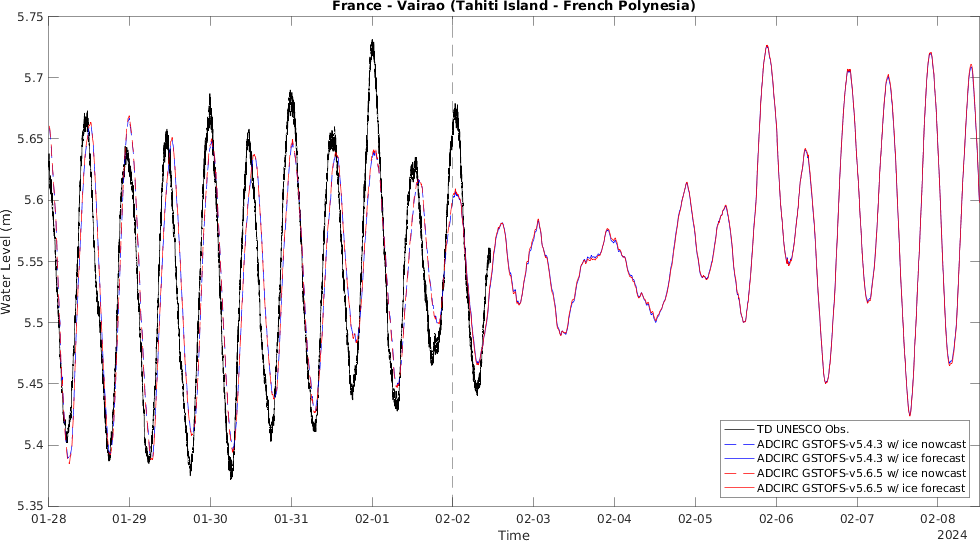 France - Vairao (Tahiti Island - French Polynesia)
5.75
5.7
5.65
5.6
5.55
5.5
5.45
5.4
5.35
Water Level (m)
TD UNESCO Obs.
ADCIRC GSTOFS-v5.4.3 w/ ice nowcast
ADCIRC GSTOFS-v5.4.3 w/ ice forecast
ADCIRC GSTOFS-v5.6.5 w/ ice nowcast
ADCIRC GSTOFS-v5.6.5 w/ ice forecast
01-28 01-29 01-30 01-31 02-01 02-02 02-03 02-04 02-05 02-06 02-07 02-08
Time 2024